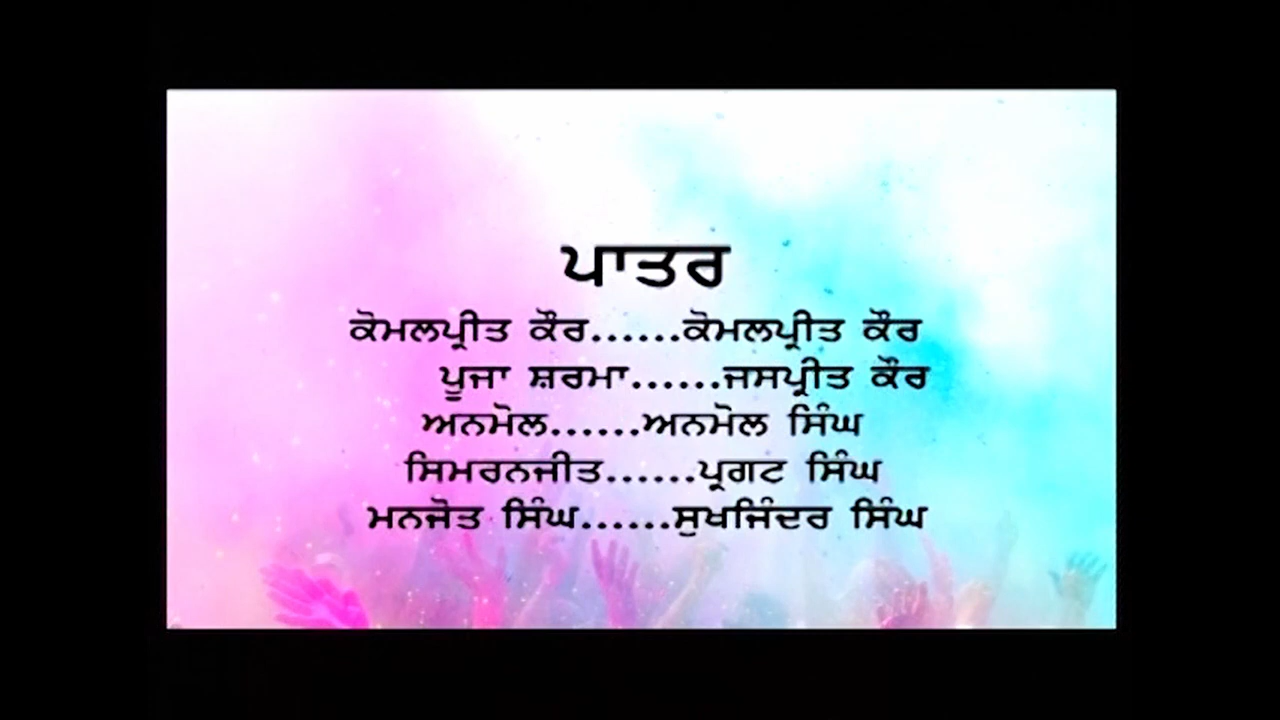 ਪਾਤਰ
ਕੋਮਲਪ੍ਰੀਤ ਕੌਰ......ਕੋਮਲਪ੍ਰੀਤ ਕੌਰ
ਪੂਜਾ ਸ਼ਰਮਾ......ਜਸਪ੍ਰੀਤ ਕੌਰ
ਅਨਮੋਲ......ਅਨਮੋਲ ਸਿੰਘ
ਸਿਮਰਨਜੀਤ......ਪ੍ਰਗਟ ਸਿੰਘ
ਮਨਜੋਤ ਸਿੰਘ......ਸੁਖਜਿੰਦਰ ਸਿੰਘ